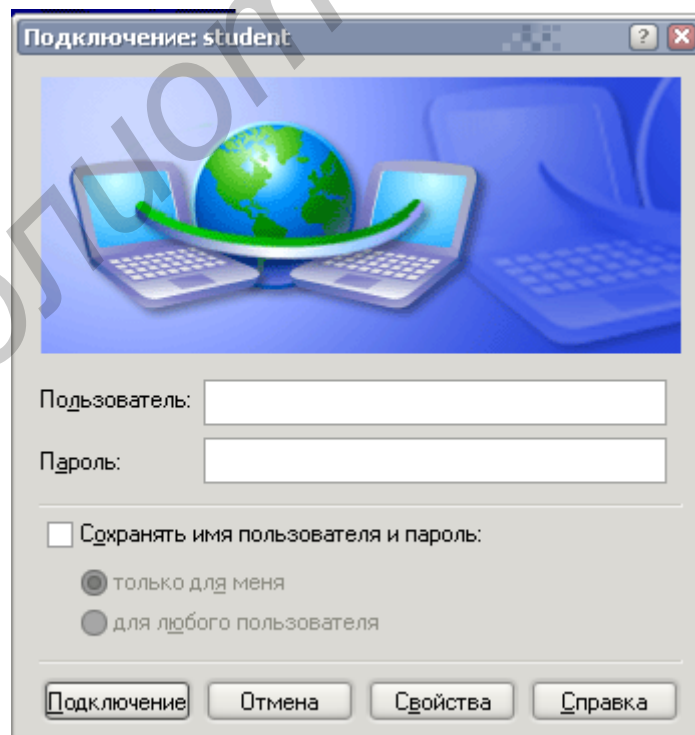 Подключение: student
Пользователь:
Пароль:
Сохранять имя пользователя и пароль:
только для меня
для любого пользователя
Подключение Отмена Свойства Справка